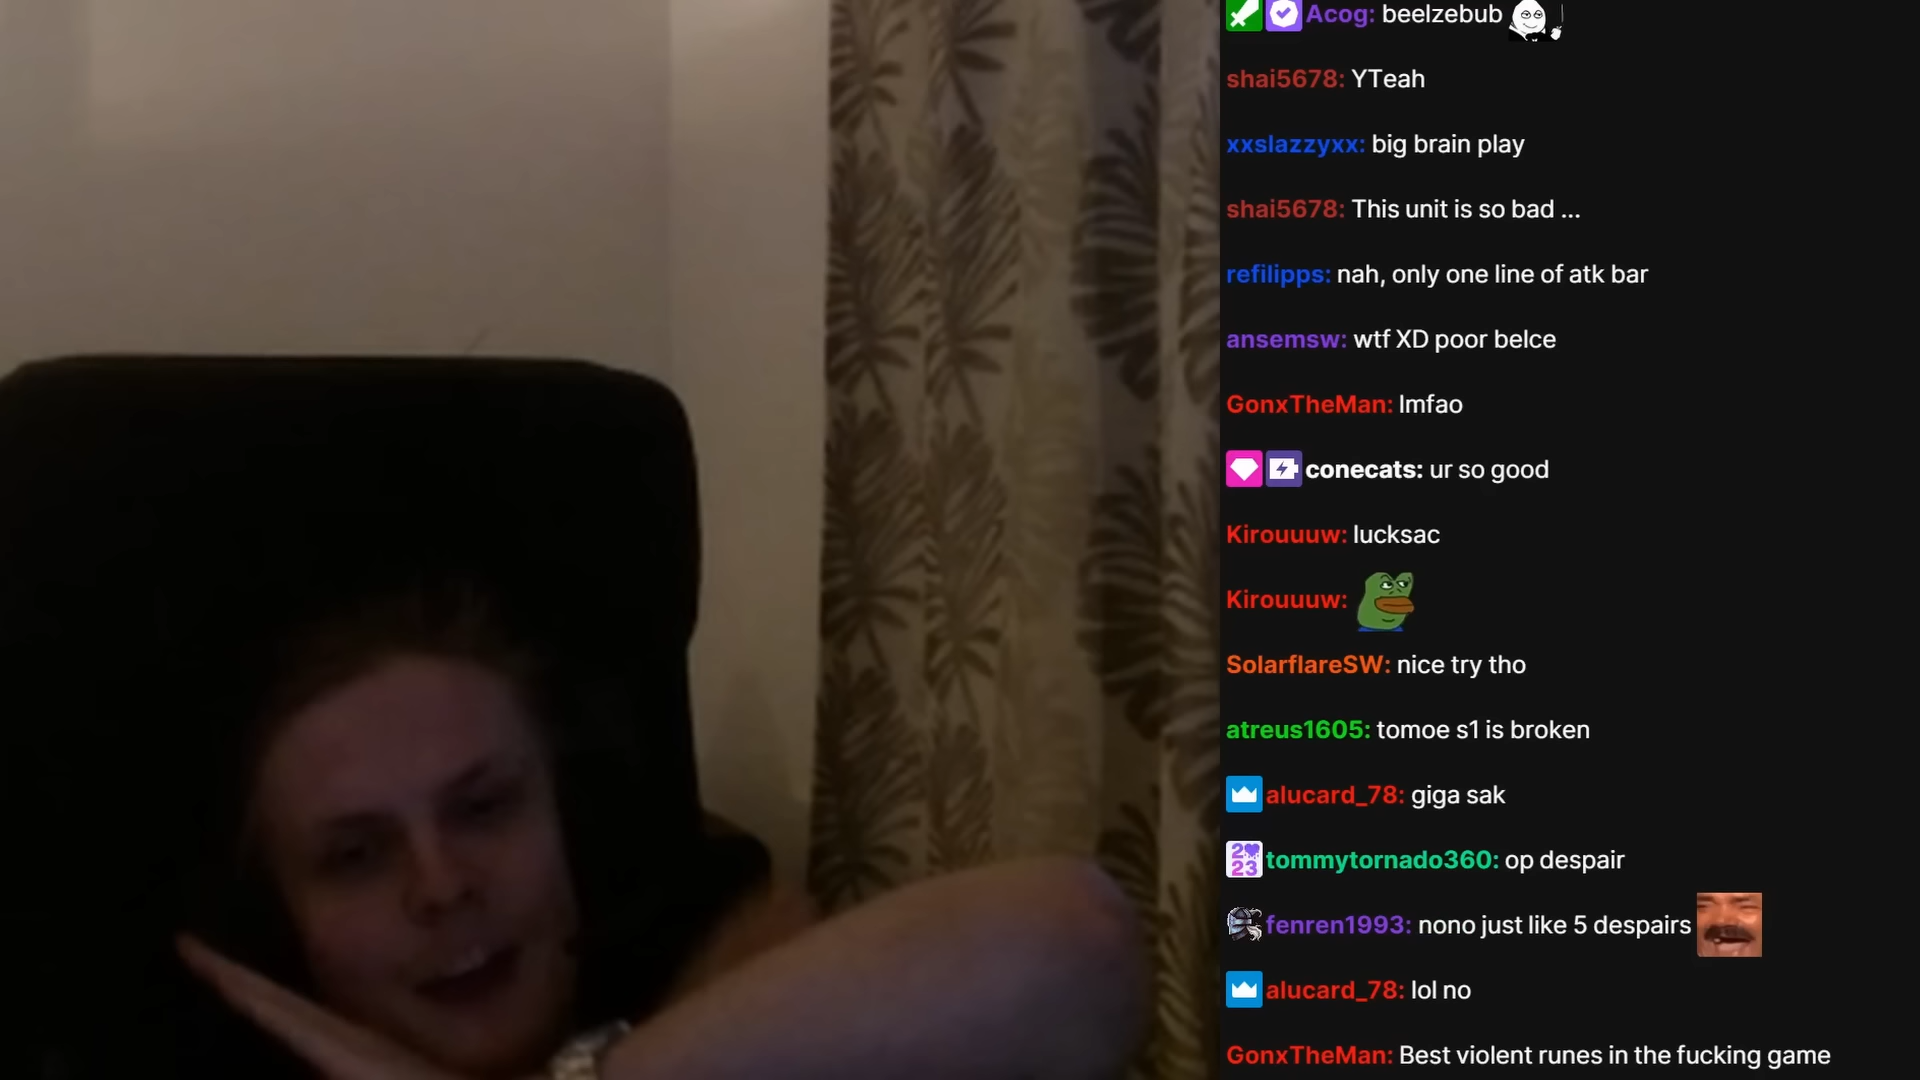 Acog: beelzebub
shai5678: YTeah
xxslazzyxx: big brain play
shai5678: This unit is so bad ...
refilipps: nah, only one line of atk bar
ansemsw: wtf XD poor belce
GonxTheMan: lmfao
conecats: ur so good
Kirouuuw: lucksac
Kirouuuw:
SolarflareSW: nice try tho
atreus1605: tomoe s1 is broken
alucard_78: giga sak
2023 tommytornado360: op despair
fenren1993: nono just like 5 despairs
alucard_78: lol no
GonxTheMan: Best violent runes in the fucking game